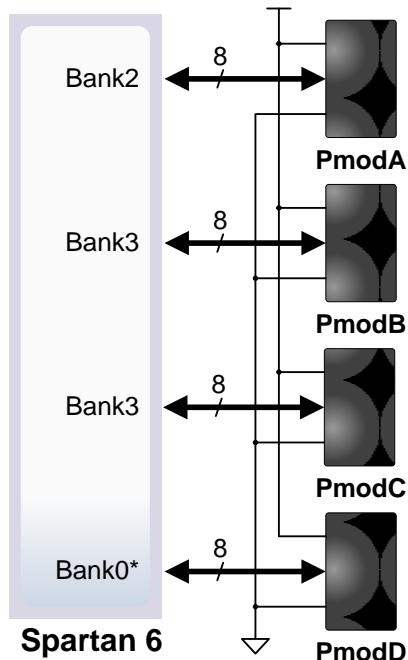 8
Bank2
PmodA
8
Bank3
PmodB
8
Bank3
PmodC
8
Bank0*
Spartan 6
PmodD